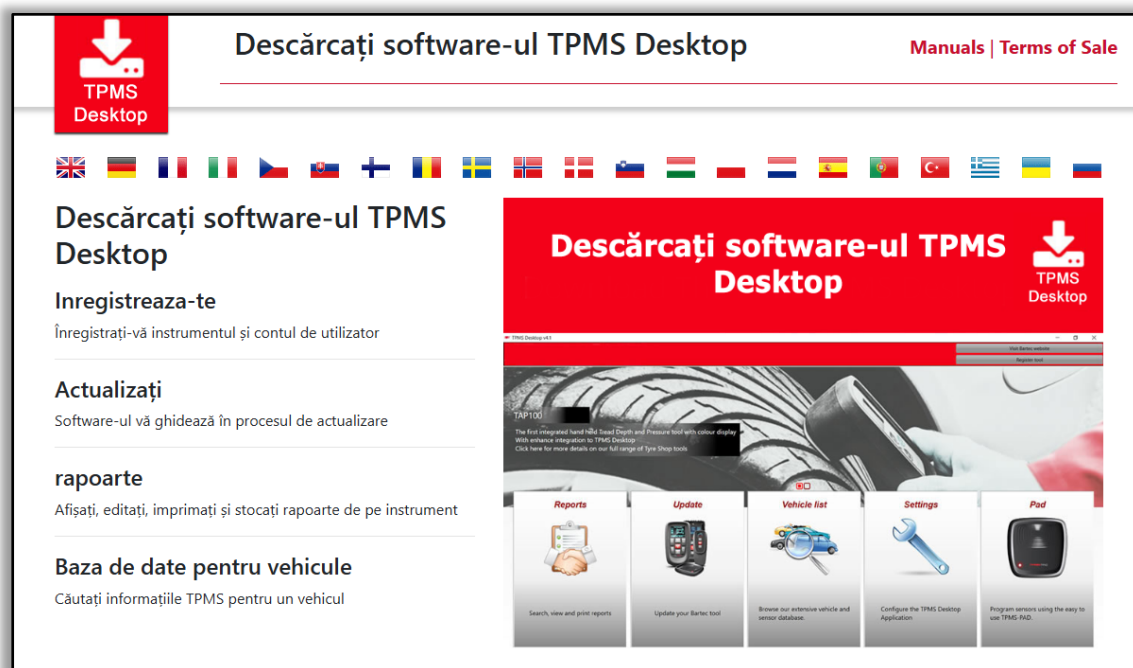 TPMS
Desktop
Descărcați software-ul TPMS Desktop
Manuals | Terms of Sale
Descărcați software-ul TPMS
Desktop
Inregistreaza-te
Înregistrați-vă instrumentul și contul de utilizator
Actualizați
Software-ul vă ghidează în procesul de actualizare
rapoarte
Afișați, editați, imprimați și stocați rapoarte de pe instrument
Baza de date pentru vehicule
Căutați informațiile TPMS pentru un vehicul
Descărcați software-ul TPMS
Desktop
TPMS
Desktop
TPMS Desktop v4.1
Visit Bartec website
Register tool
TAP100
The first integrated hand held Tread Depth and Pressure tool with colour display
With enhance integration to TPMS Desktop
Click here for more details on our full range of Tyre Shop tools
Reports
Search, view and print reports
Update
Update your Bartec tool
Vehicle list
Browse our extensive vehicle and
sensor database.
Settings
Configure the TPMS Desktop
Application
Pad
Program sensors using the easy to
use TPMS-PAD.